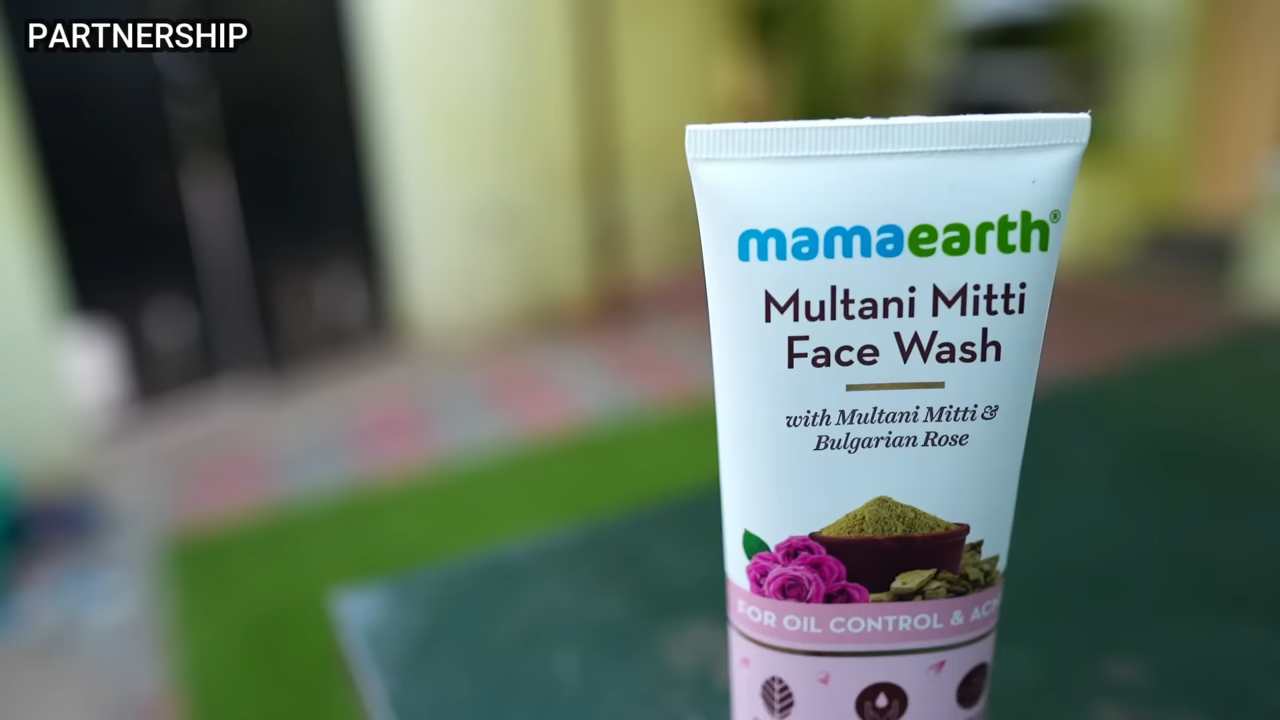 PARTNERSHIP
mamaearth®
Multani Mitti
Face Wash
with Multani Mitti &
Bulgarian Rose
FOR OIL CONTROL &